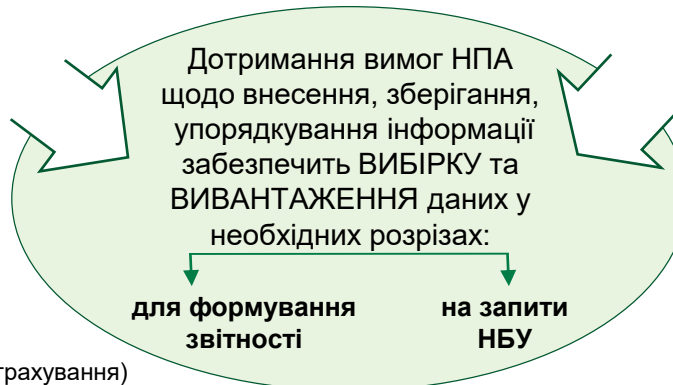 Дотримання вимог НПА
щодо внесення, зберігання,
упорядкування інформації
забезпечить ВИБІРКУ та
ВИВАНТАЖЕННЯ даних у
необхідних розрізах:
для формування на запити
звітності НБУ
трахування)